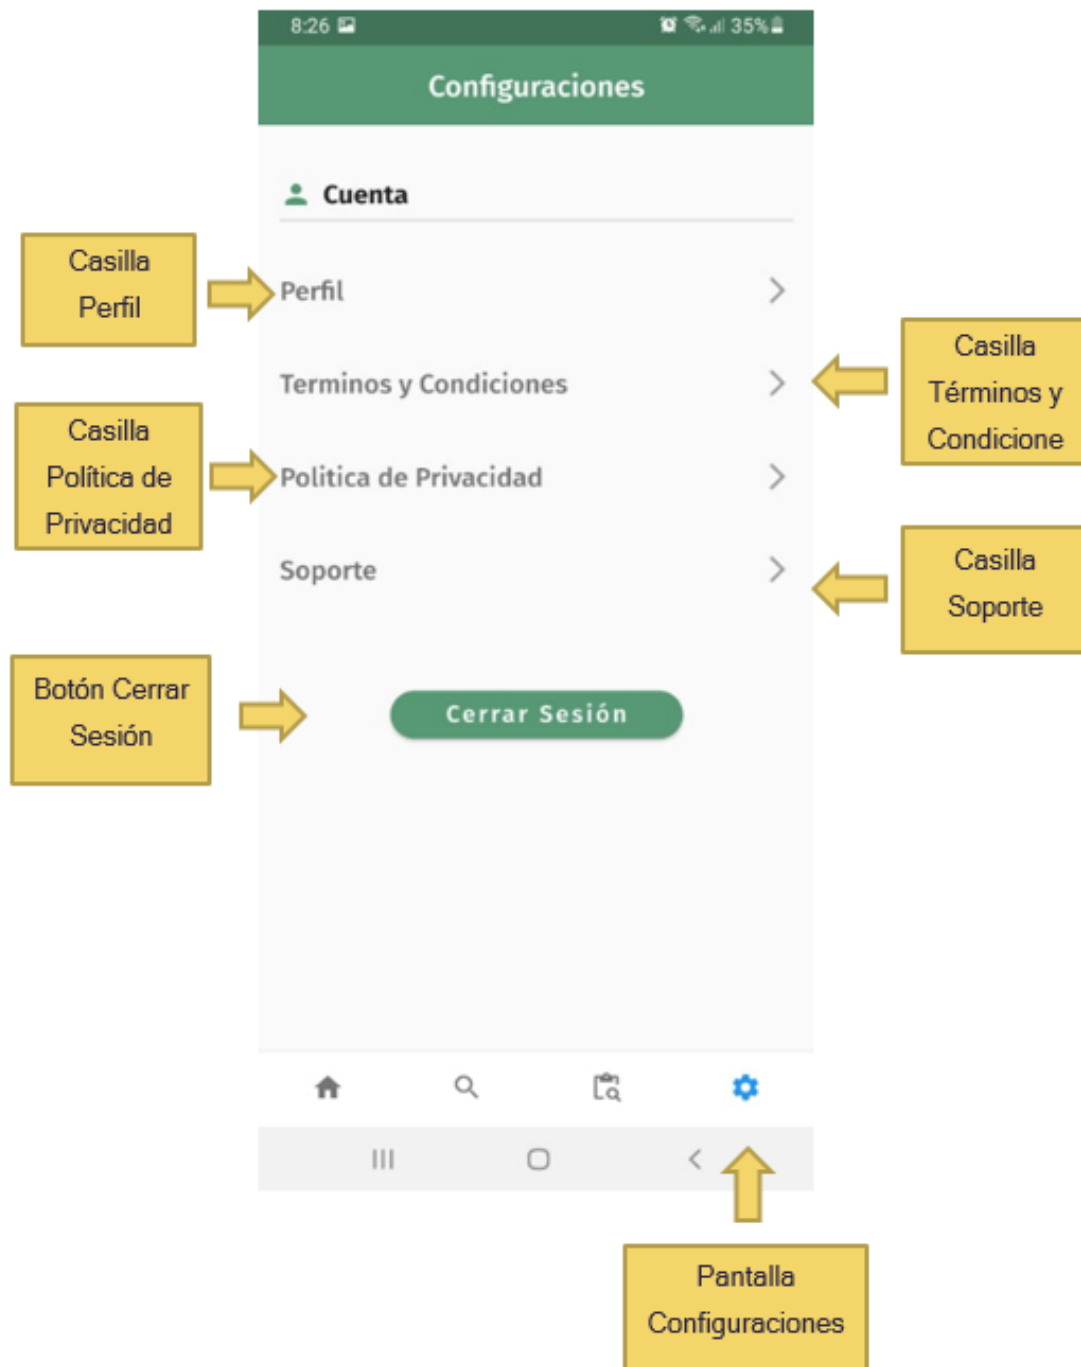 8:26
35%
Configuraciones
Cuenta
Casilla
Perfil
Perfil
Casilla
Términos y
Condicione
Terminos y Condiciones
Casilla
Política de
Privacidad
Politica de Privacidad
Casilla
Soporte
Soporte
Botón Cerrar
Sesión
Cerrar Sesión
Pantalla
Configuraciones